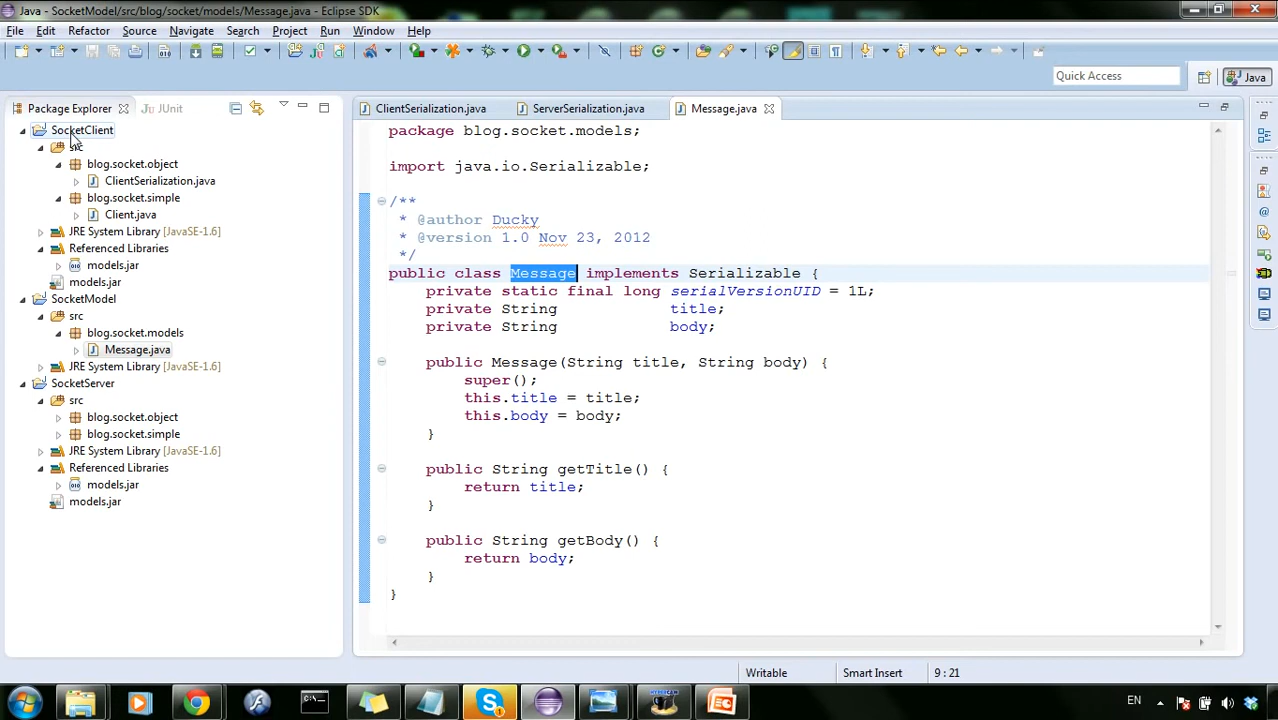 Java - SocketModel/src/blog/socket/models/Message.java - Eclipse SDK
File Edit Refactor Source Navigate Search Project Run Window Help
Quick Access
Java
Package Explorer
JUnit
ClientSerialization.java
ServerSerialization.java
Message.java
SocketClient
src
blog.socket.object
ClientSerialization.java
blog.socket.simple
Client.java
JRE System Library [JavaSE-1.6]
Referenced Libraries
models.jar
models.jar
SocketModel
src
blog.socket.models
Message.java
JRE System Library [JavaSE-1.6]
SocketServer
src
blog.socket.object
blog.socket.simple
JRE System Library [JavaSE-1.6]
Referenced Libraries
models.jar
models.jar
package blog.socket.models;
import java.io.Serializable;
/**
* @author Ducky
* @version 1.0 Nov 23, 2012
*/
public class Message implements Serializable {
private static final long serialVersionUID = 1L;
private String title;
private String body;
public Message(String title, String body) {
super();
this.title = title;
this.body = body;
}
public String getTitle() {
return title;
}
public String getBody() {
return body;
}
}
Writable
Smart Insert
9 : 21
EN